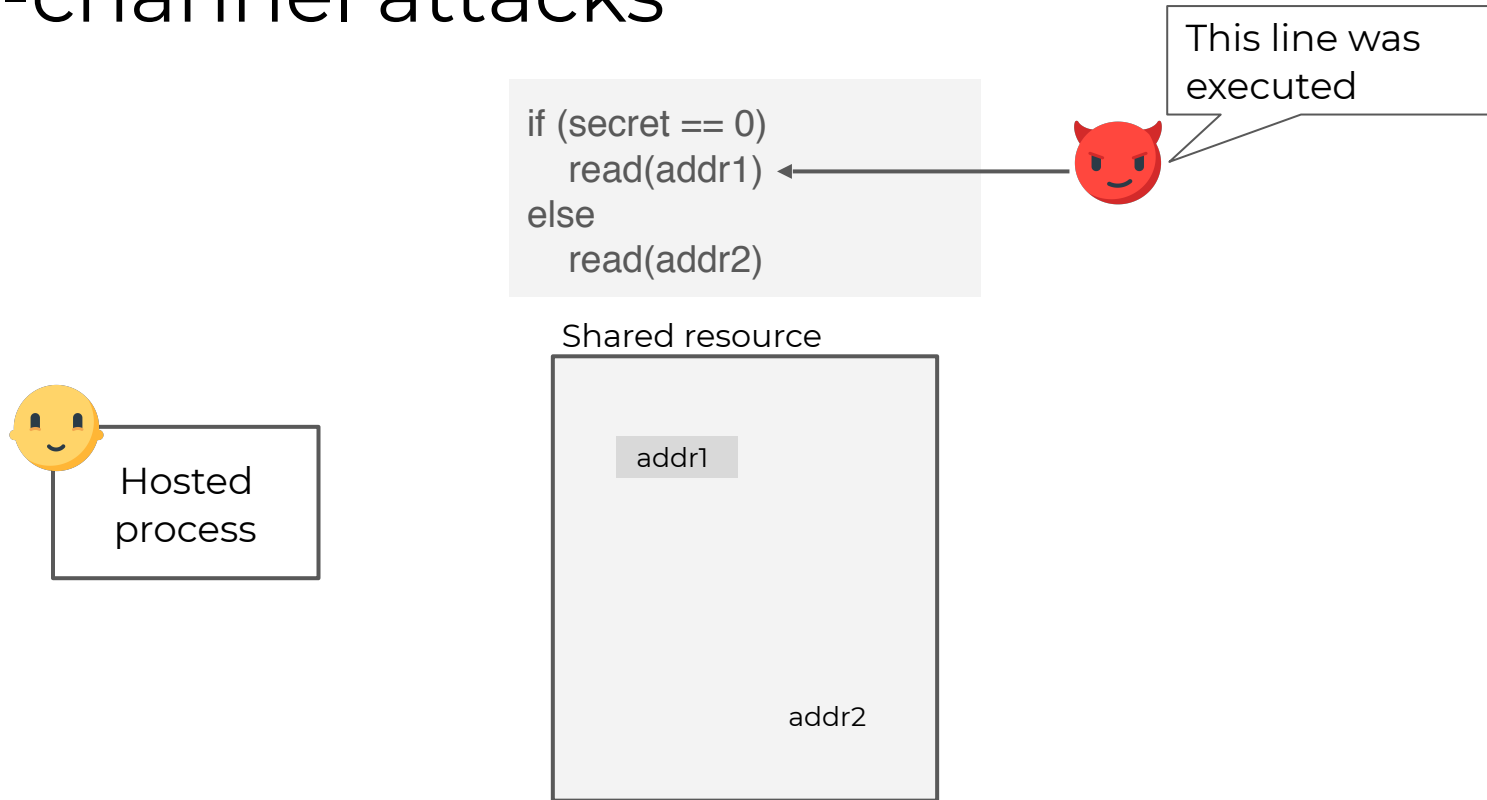 -channel attacks
This line was
executed
if (secret == 0)
read(addr1)
else
read(addr2)
Shared resource
addr1
Hosted
process
addr2